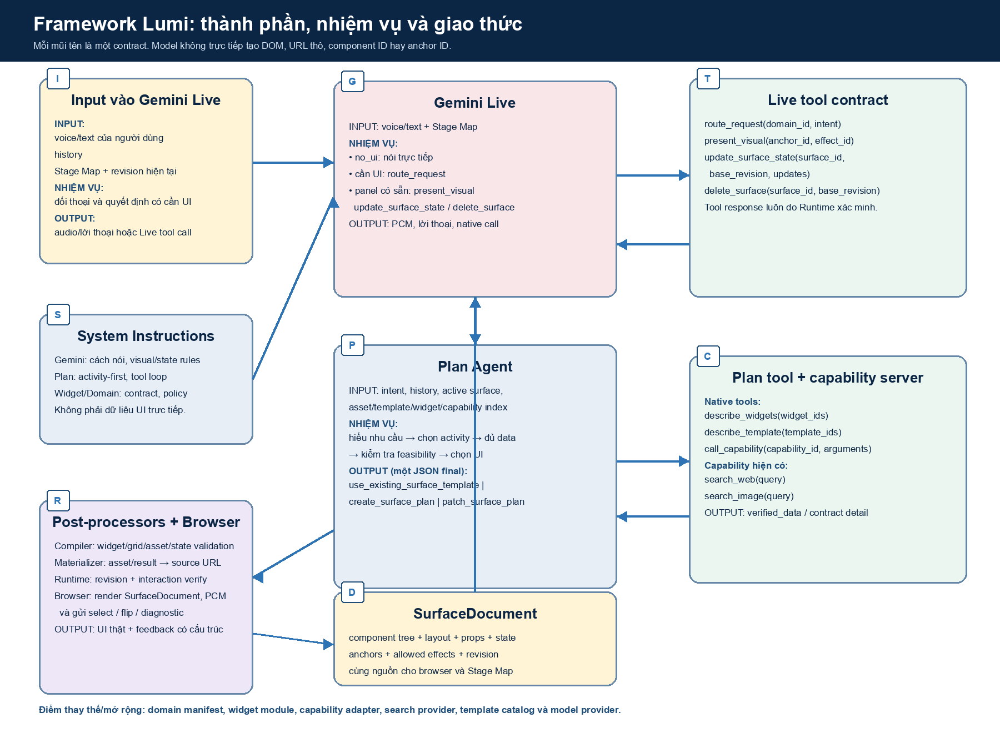 Framework Lumi: thành phần, nhiệm vụ và giao thức
Mỗi mũi tên là một contract. Model không trực tiếp tạo DOM, URL thô, component ID hay anchor ID.
I
Input vào Gemini Live
INPUT:
voice/text của người dùng
history
Stage Map + revision hiện tại
NHIỆM VỤ:
đối thoại và quyết định có cần UI
OUTPUT:
audio/lời thoại hoặc Live tool call
G
Gemini Live
INPUT: voice/text + Stage Map
NHIỆM VỤ:
• no_ui: nói trực tiếp
• cần UI: route_request
• panel có sẵn: present_visual
update_surface_state / delete_surface
OUTPUT: PCM, lời thoại, native call
T
Live tool contract
route_request(domain_id, intent)
present_visual(anchor_id, effect_id)
update_surface_state(surface_id,
base_revision, updates)
delete_surface(surface_id, base_revision)
Tool response luôn do Runtime xác minh.
S
System Instructions
Gemini: cách nói, visual/state rules
Plan: activity-first, tool loop
Widget/Domain: contract, policy
Không phải dữ liệu UI trực tiếp.
P
Plan Agent
INPUT: intent, history, active surface,
asset/template/widget/capability index
NHIỆM VỤ:
hiểu nhu cầu → chọn activity → đủ data
→ kiểm tra feasibility → chọn UI
OUTPUT (một JSON final):
use_existing_surface_template |
create_surface_plan | patch_surface_plan
C
Plan tool + capability server
Native tools:
describe_widgets(widget_ids)
describe_template(template_ids)
call_capability(capability_id, arguments)
Capability hiện có:
search_web(query)
search_image(query)
OUTPUT: verified_data / contract detail
R
Post-processors + Browser
Compiler: widget/grid/asset/state validation
Materializer: asset/result → source URL
Runtime: revision + interaction verify
Browser: render SurfaceDocument, PCM
và gửi select / flip / diagnostic
OUTPUT: UI thật + feedback có cấu trúc
D
SurfaceDocument
component tree + layout + props + state
anchors + allowed effects + revision
cùng nguồn cho browser và Stage Map
Điểm thay thế/mở rộng: domain manifest, widget module, capability adapter, search provider, template catalog và model provider.